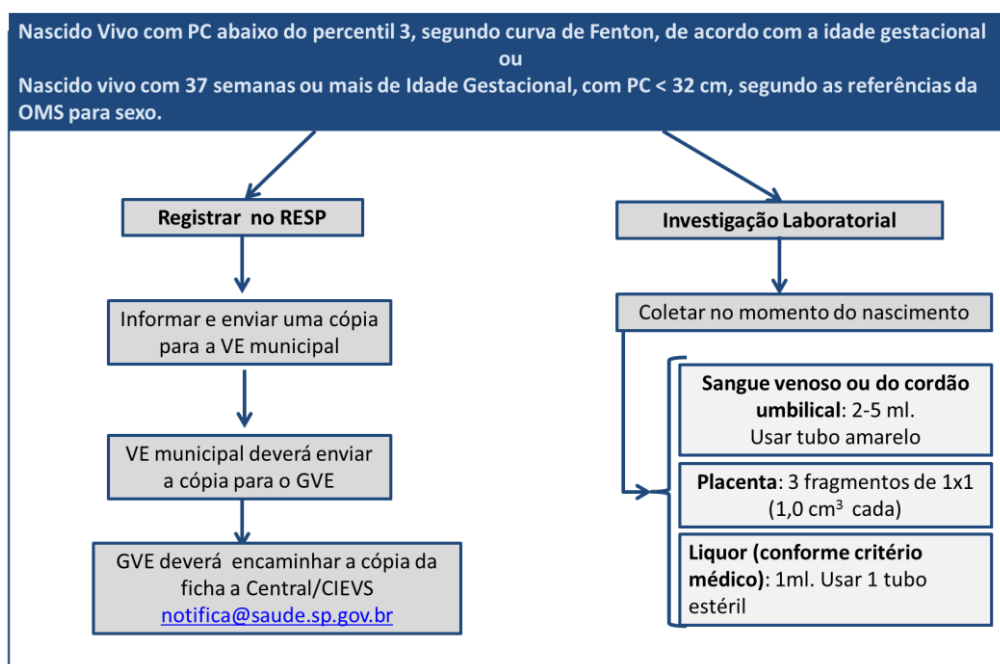 Nascido Vivo com PC abaixo do percentil 3, segundo curva de Fenton, de acordo com a idade gestacional
ou
Nascido vivo com 37 semanas ou mais de Idade Gestacional, com PC < 32 cm, segundo as referências da
OMS para sexo.
Registrar no RESP
Informar e enviar uma cópia
para a VE municipal
VE municipal deverá enviar
a cópia para o GVE
GVE deverá encaminhar a cópia da
ficha a Central/CIEVS
notifica@saude.sp.gov.br
Investigação Laboratorial
Coletar no momento do nascimento
Sangue venoso ou do cordão
umbilical: 2-5 ml.
Usar tubo amarelo
Placenta: 3 fragmentos de 1x1
(1,0 cm³ cada)
Liquor (conforme critério
médico): 1ml. Usar 1 tubo
estéril